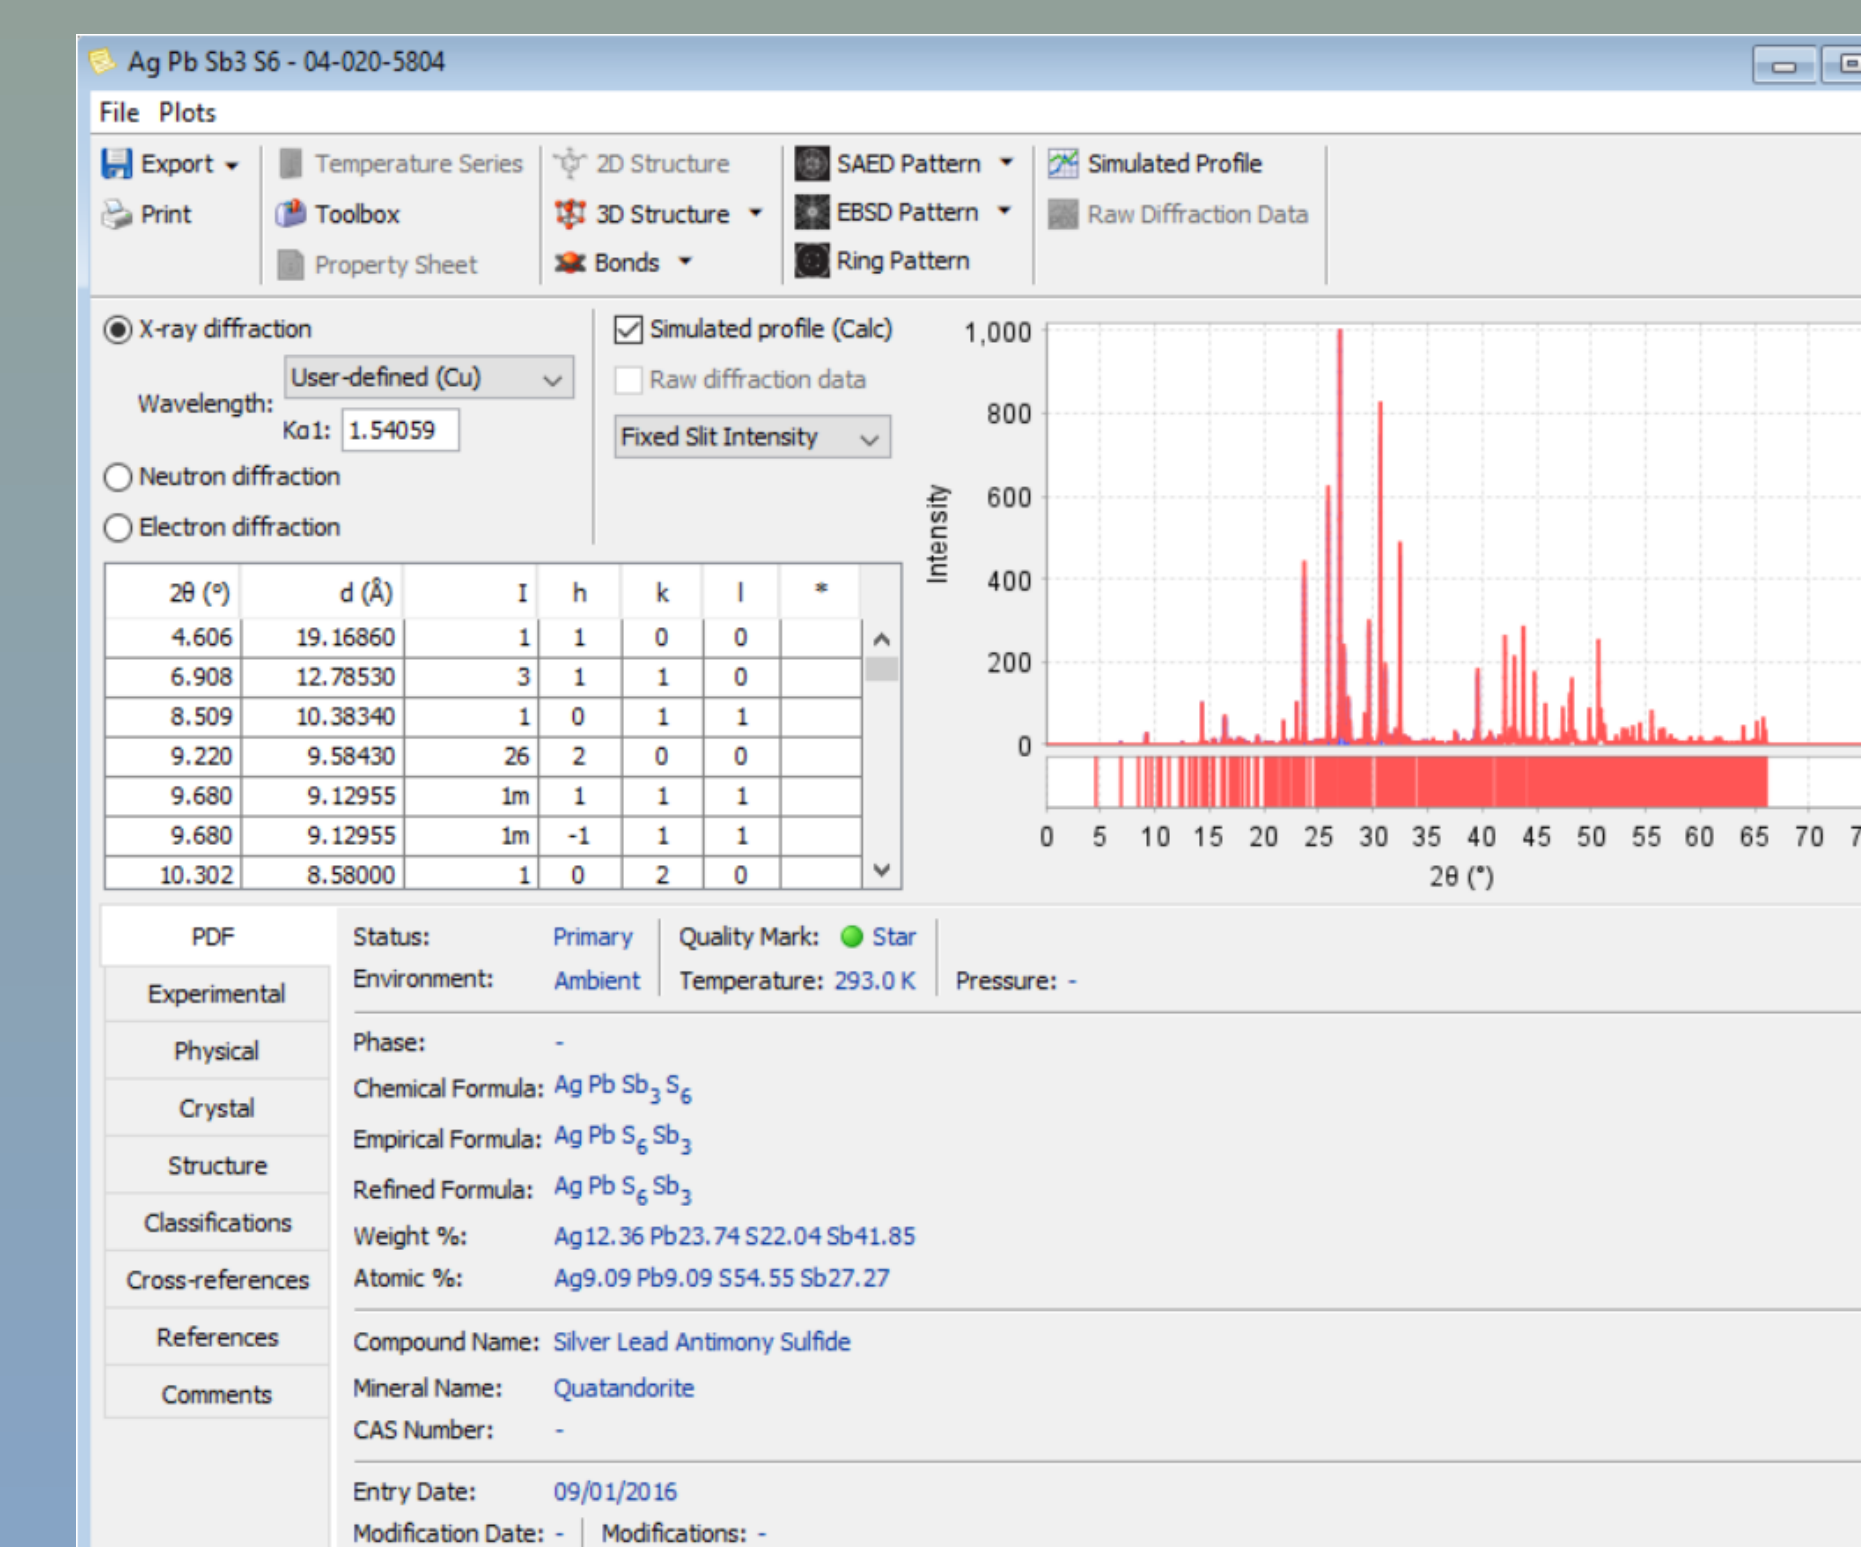 Ag Pb Sb3 S6 - 04-020-5804
File Plots
Export Temperature Series 2D Structure SAED Pattern Simulated Profile
Print Toolbox 3D Structure EBSD Pattern Raw Diffraction Data
Property Sheet Bonds Ring Pattern
X-ray diffraction
Wavelength: User-defined (Cu)
Kα1: 1.54059
Neutron diffraction
Electron diffraction
Simulated profile (Calc)
Raw diffraction data
Fixed Slit Intensity
2θ (°) d (Å) I h k l *
4.606 19.16860 1 1 0 0
6.908 12.78530 3 1 1 0
8.509 10.38340 1 0 1 1
9.220 9.58430 26 2 0 0
9.680 9.12955 1m 1 1 1
9.680 9.12955 1m -1 1 1
10.302 8.58000 1 0 2 0
Intensity
1,000
800
600
400
200
0
0 5 10 15 20 25 30 35 40 45 50 55 60 65 70
2θ (°)
PDF
Experimental
Physical
Crystal
Structure
Classifications
Cross-references
References
Comments
Status: Primary Quality Mark: Star
Environment: Ambient Temperature: 293.0 K Pressure: -
Phase: -
Chemical Formula: Ag Pb Sb3 S6
Empirical Formula: Ag Pb S6 Sb3
Refined Formula: Ag Pb S6 Sb3
Weight %: Ag12.36 Pb23.74 S22.04 Sb41.85
Atomic %: Ag9.09 Pb9.09 S54.55 Sb27.27
Compound Name: Silver Lead Antimony Sulfide
Mineral Name: Quatandorite
CAS Number: -
Entry Date: 09/01/2016
Modification Date: - Modifications: -